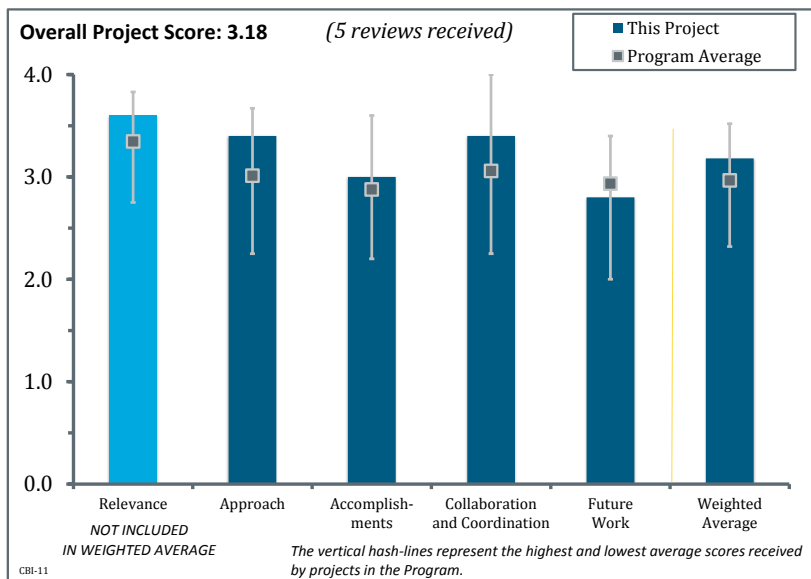 Overall Project Score: 3.18 (5 reviews received)
This Project
Program Average
4.0
3.0
2.0
1.0
0.0
Relevance
Approach
Accomplish-
ments
Collaboration
and Coordination
Future
Work
Weighted
Average
NOT INCLUDED
IN WEIGHTED AVERAGE
The vertical hash-lines represent the highest and lowest average scores received
by projects in the Program.
CBI-11